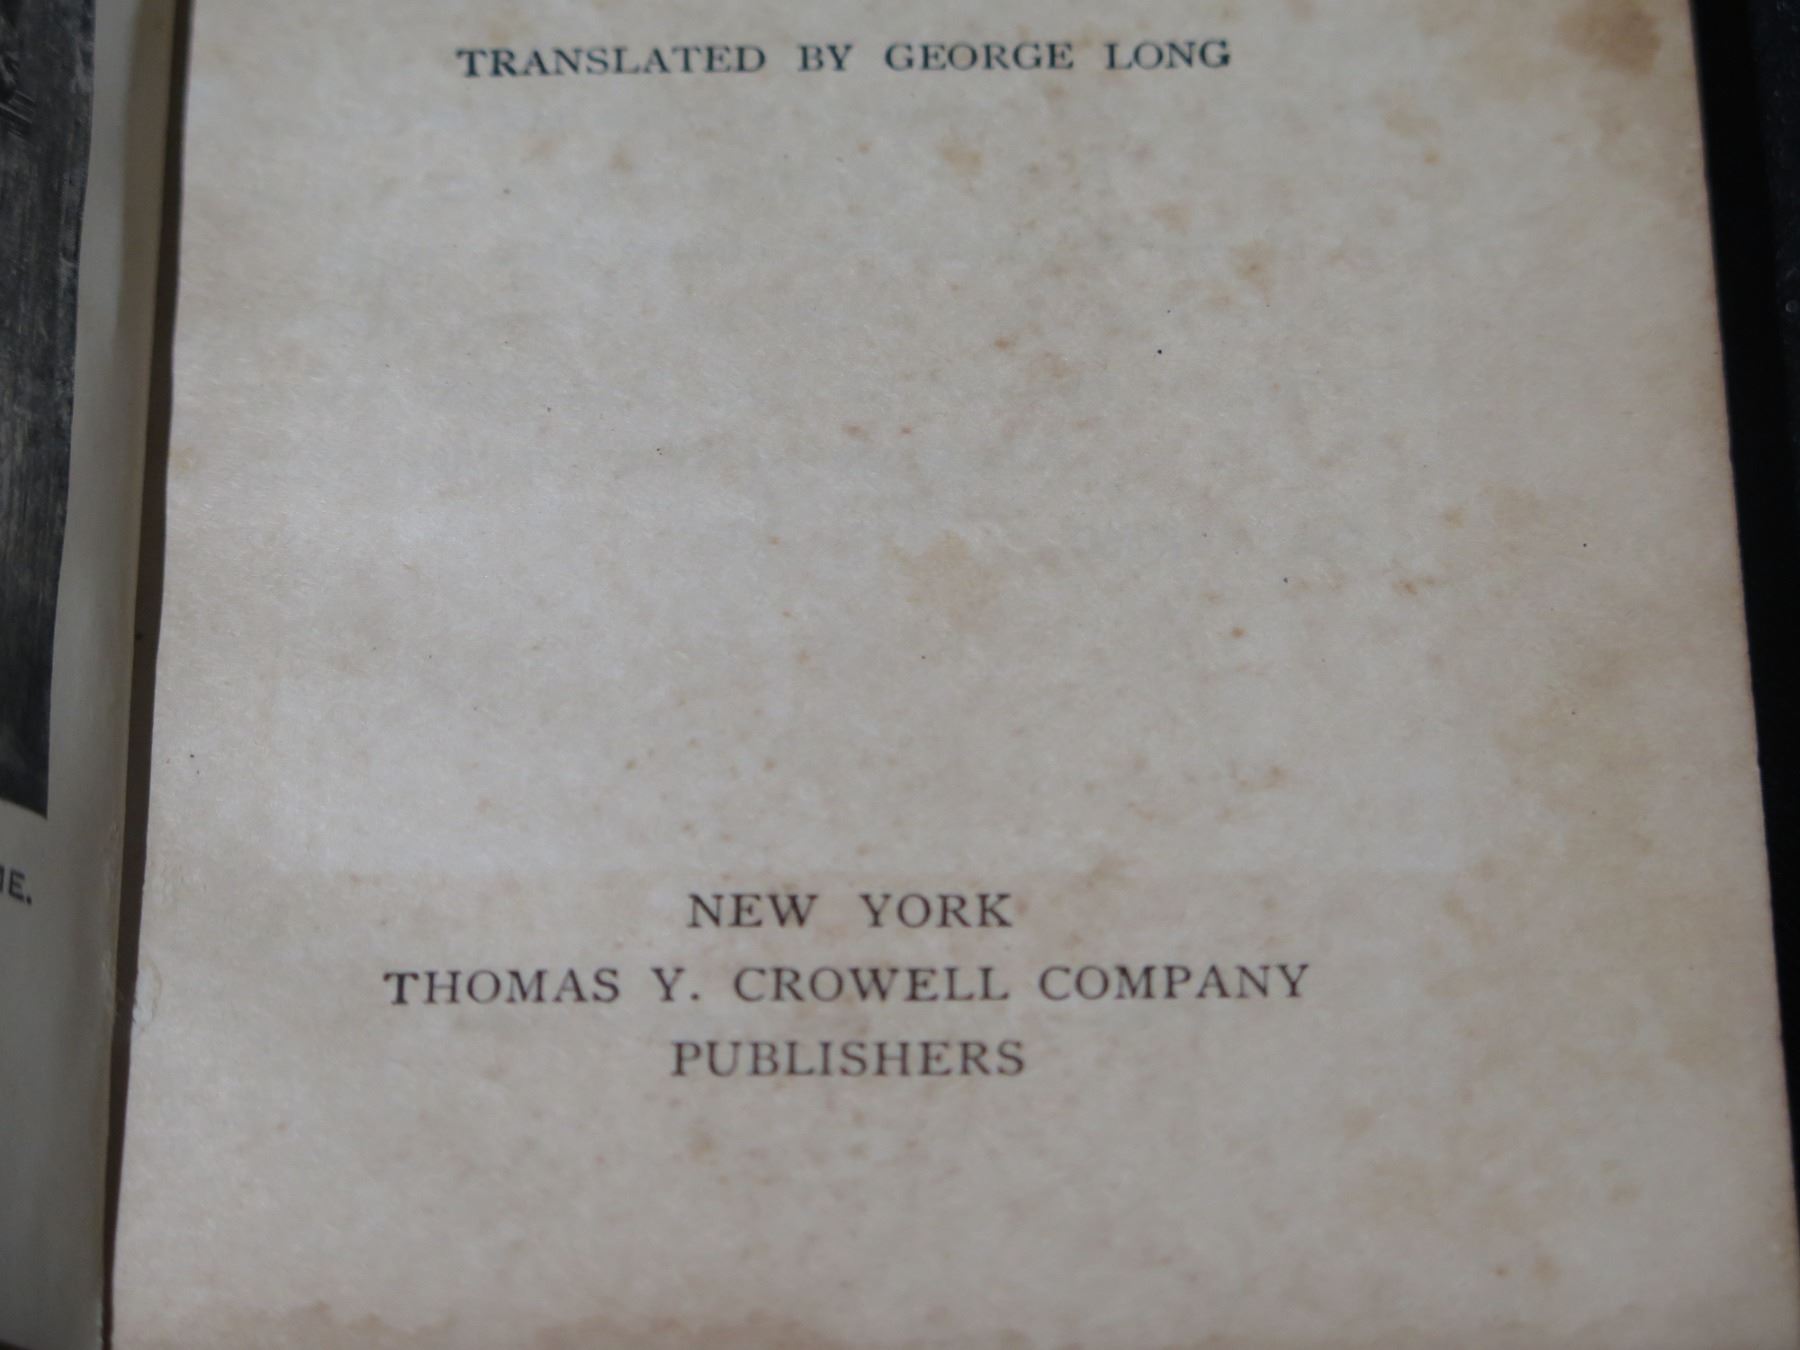 TRANSLATED BY GEORGE LONG
NEW YORK
THOMAS Y. CROWELL COMPANY
PUBLISHERS